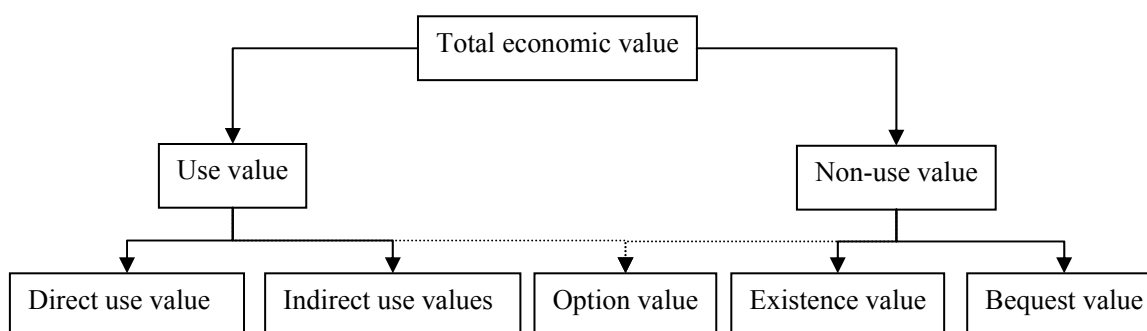 Total economic value
Use value
Non-use value
Direct use value
Indirect use values
Option value
Existence value
Bequest value